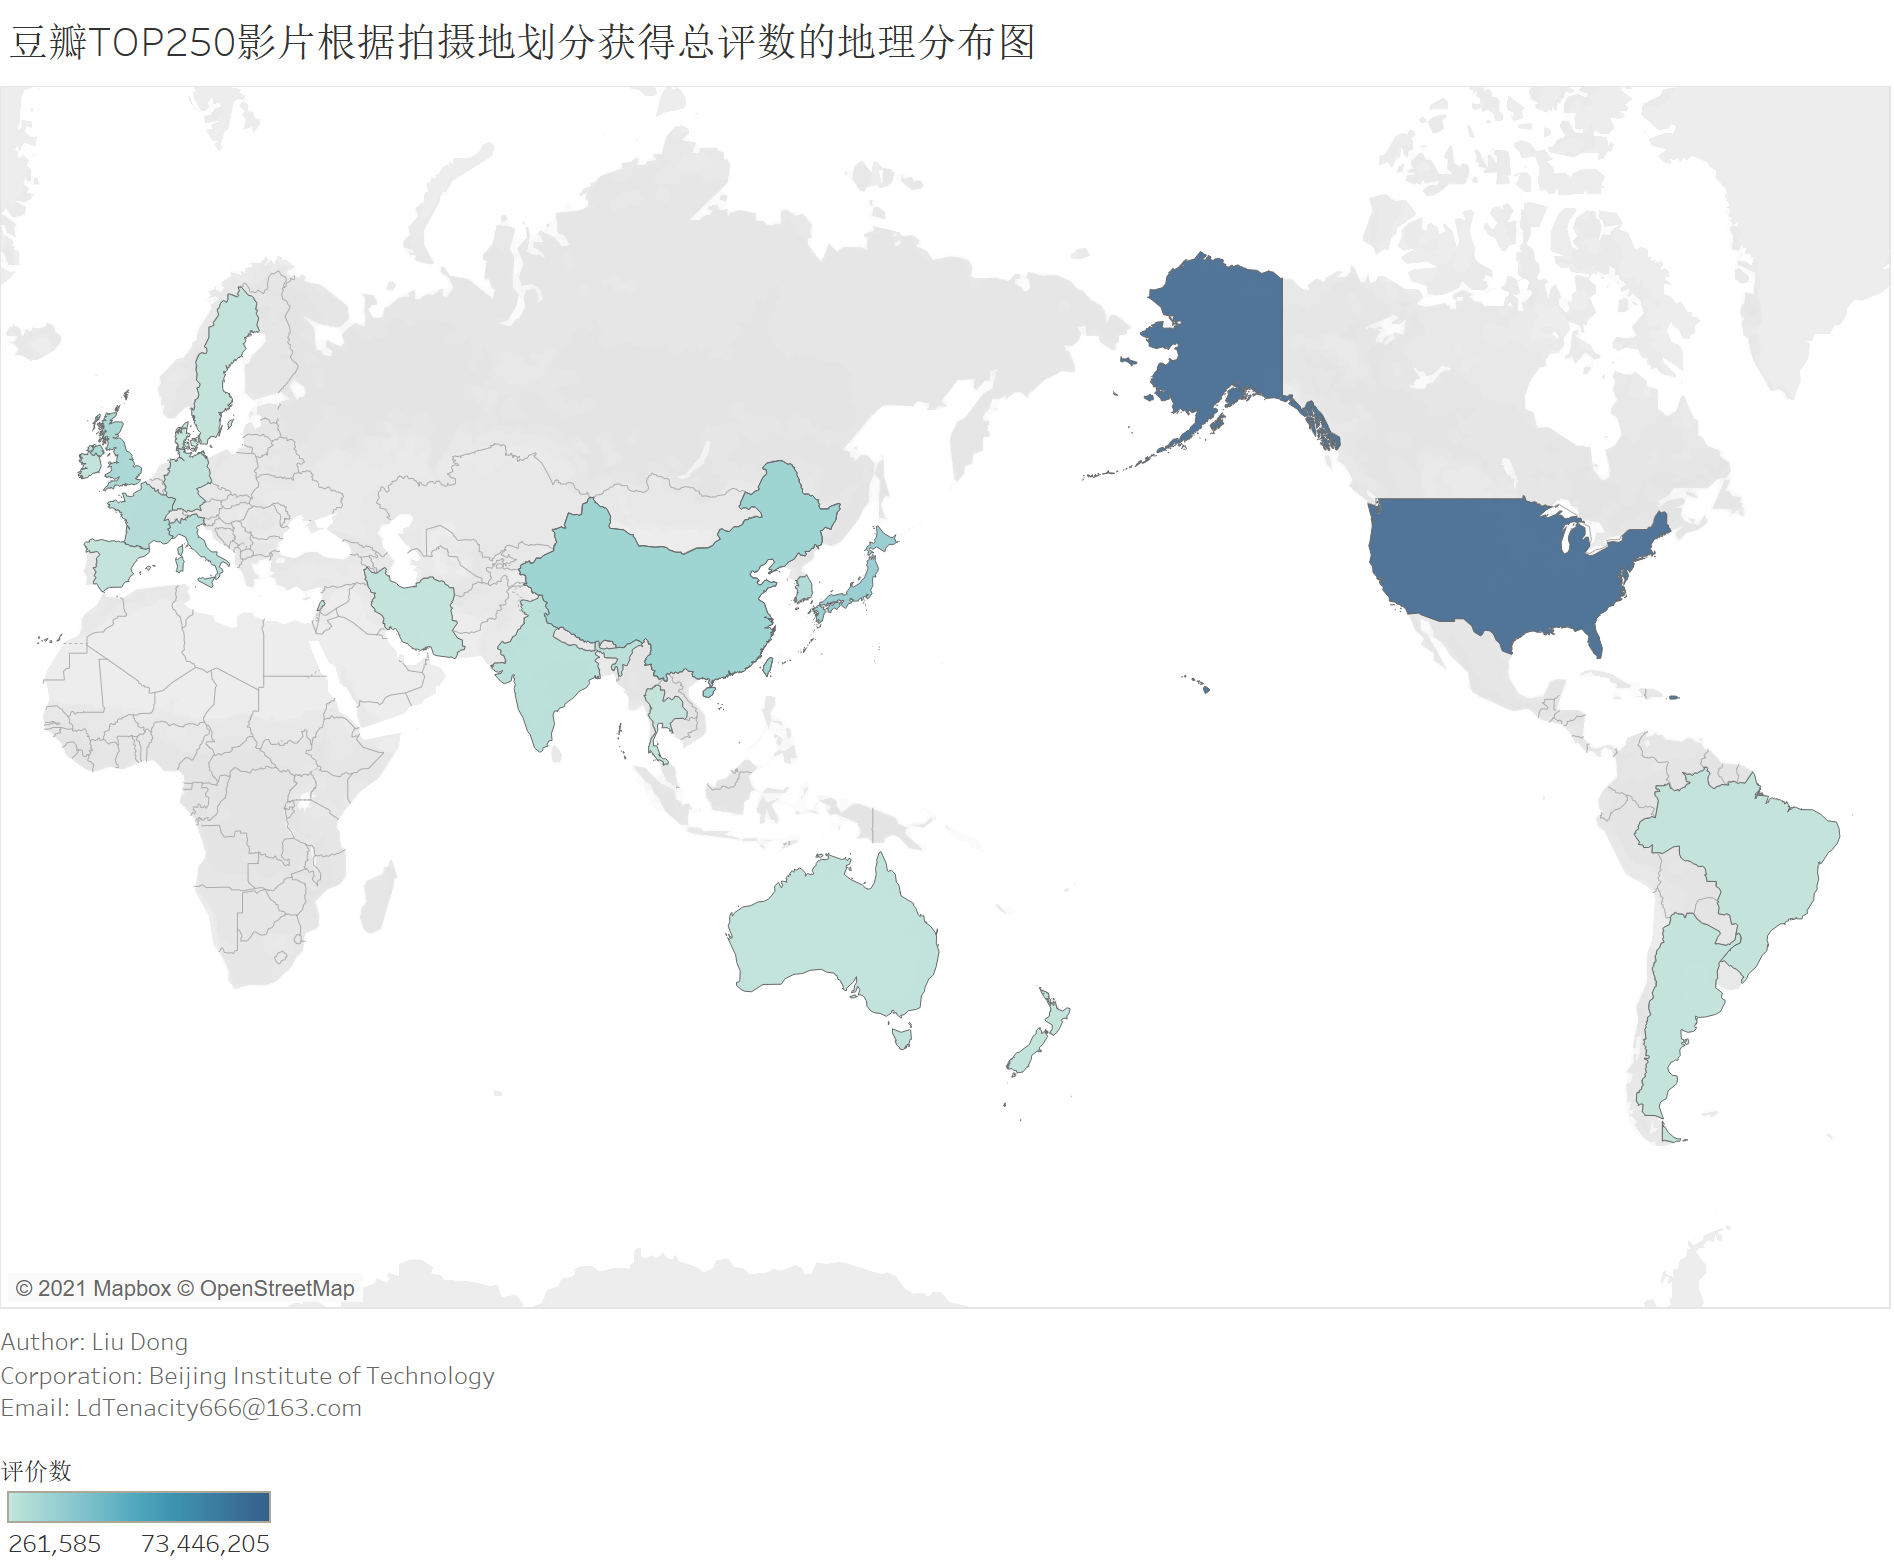 豆瓣TOP250影片根据拍摄地划分获得总评数的地理分布图
© 2021 Mapbox © OpenStreetMap
Author: Liu Dong
Corporation: Beijing Institute of Technology
Email: LdTenacity666@163.com
评价数
261,585 73,446,205